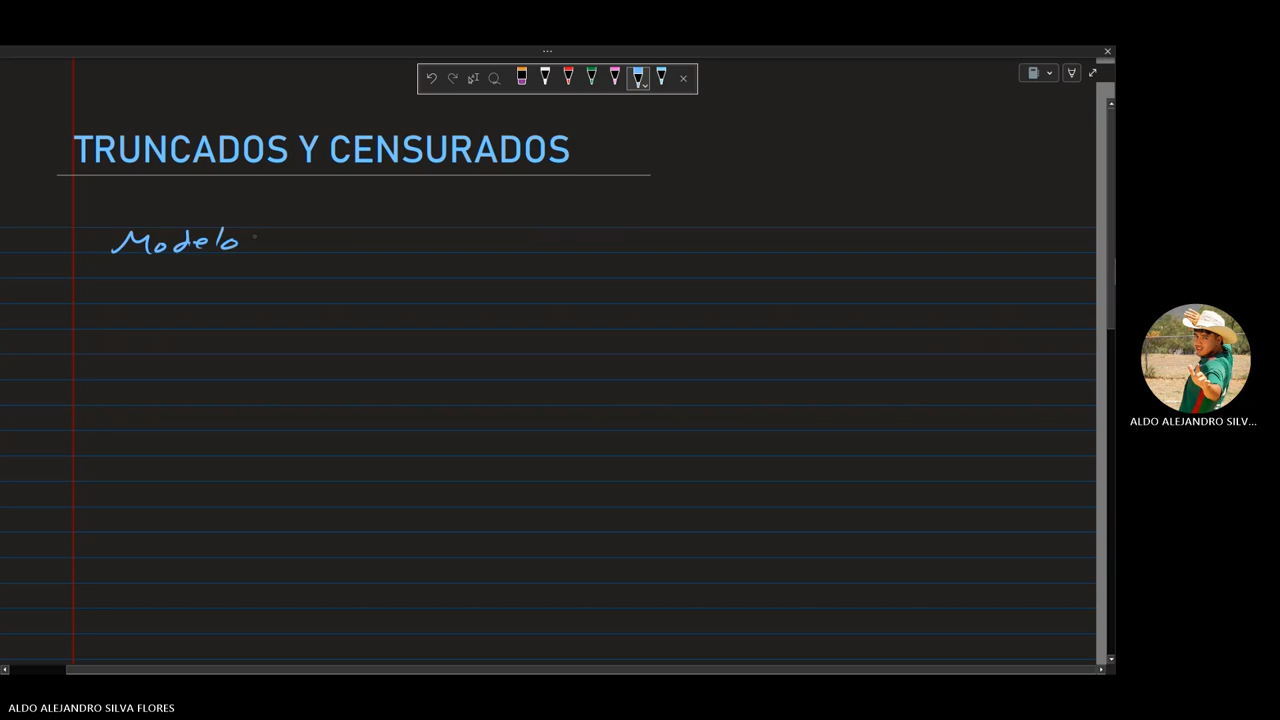 TRUNCADOS Y CENSURADOS
Modelo
ALDO ALEJANDRO SILV...
ALDO ALEJANDRO SILVA FLORES